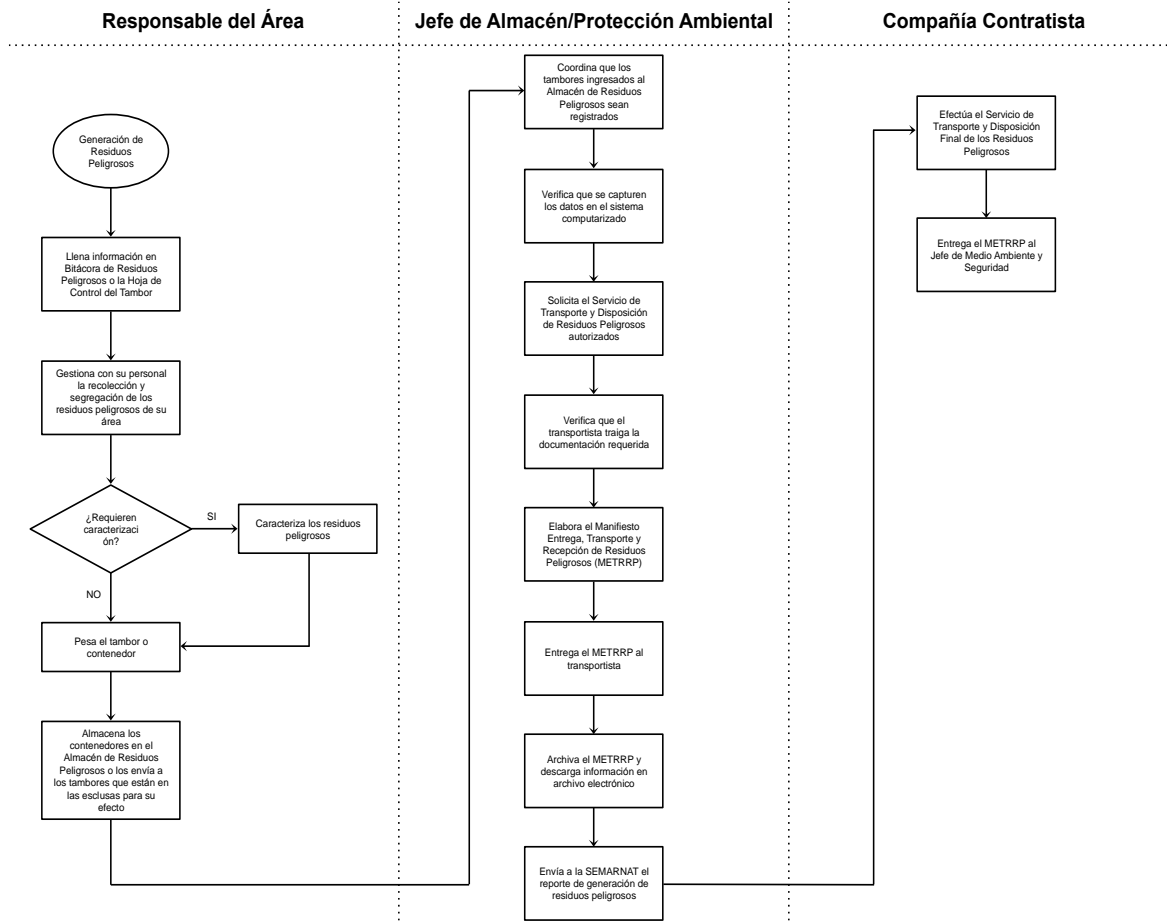 Responsable del Área
Jefe de Almacén/Protección Ambiental
Compañía Contratista
Generación de
Residuos
Peligrosos
Llena información en
Bitácora de Residuos
Peligrosos o la Hoja de
Control del Tambor
Gestiona con su personal
la recolección y
segregación de los
residuos peligrosos de su
área
¿Requieren
caracterizaci
ón?
SI
Caracteriza los residuos
peligrosos
NO
Pesa el tambor o
contenedor
Almacena los
contenedores en el
Almacén de Residuos
Peligrosos o los envía a
los tambores que están en
las esclusas para su
efecto
Coordina que los
tambores ingresados al
Almacén de Residuos
Peligrosos sean
registrados
Verifica que se capturen
los datos en el sistema
computarizado
Solicita el Servicio de
Transporte y Disposición
de Residuos Peligrosos
autorizados
Verifica que el
transportista traiga la
documentación requerida
Elabora el Manifiesto
Entrega, Transporte y
Recepción de Residuos
Peligrosos (METRRP)
Entrega el METRRP al
transportista
Archiva el METRRP y
descarga información en
archivo electrónico
Envía a la SEMARNAT el
reporte de generación de
residuos peligrosos
Efectúa el Servicio de
Transporte y Disposición
Final de los Residuos
Peligrosos
Entrega el METRRP al
Jefe de Medio Ambiente y
Seguridad